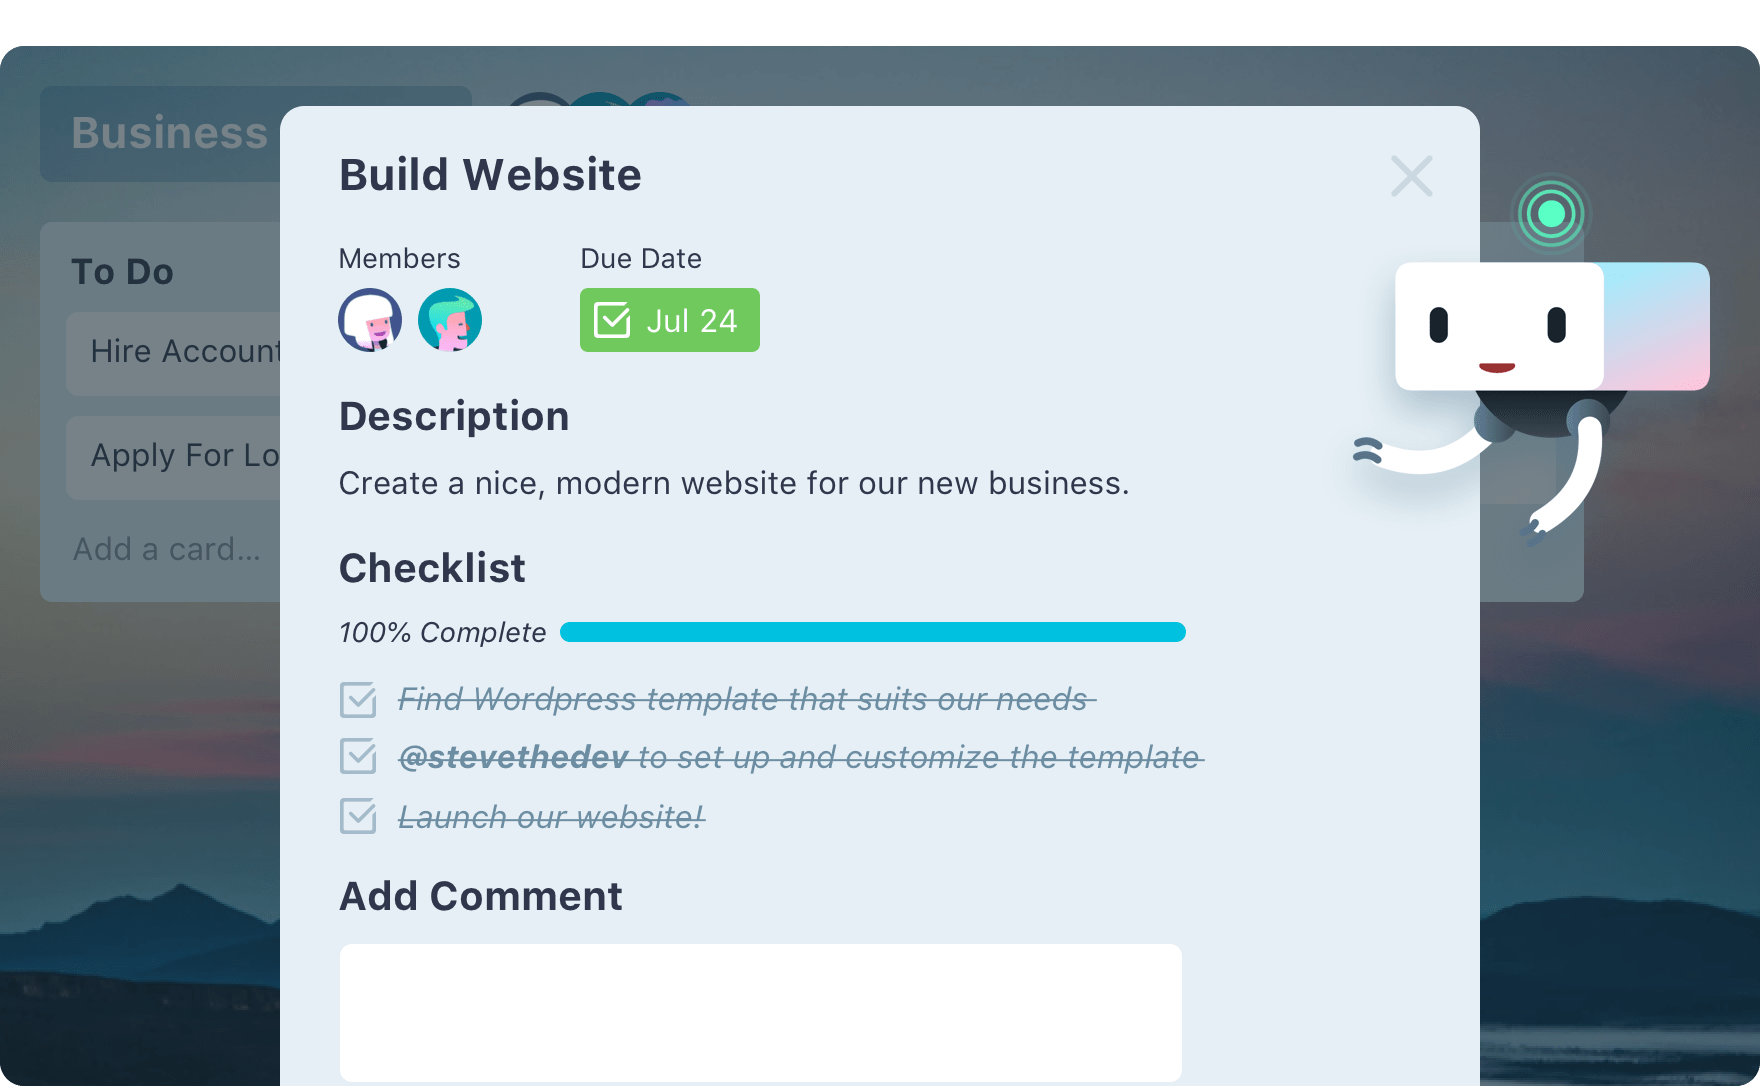 Business
Build Website
To Do
Members
Due Date
Jul 24
Hire Account
Description
Apply For Lo
Create a nice, modern website for our new business.
Add a card...
Checklist
100% Complete
Find Wordpress template that suits our needs
@stevethedev to set up and customize the template
Launch our website!
Add Comment